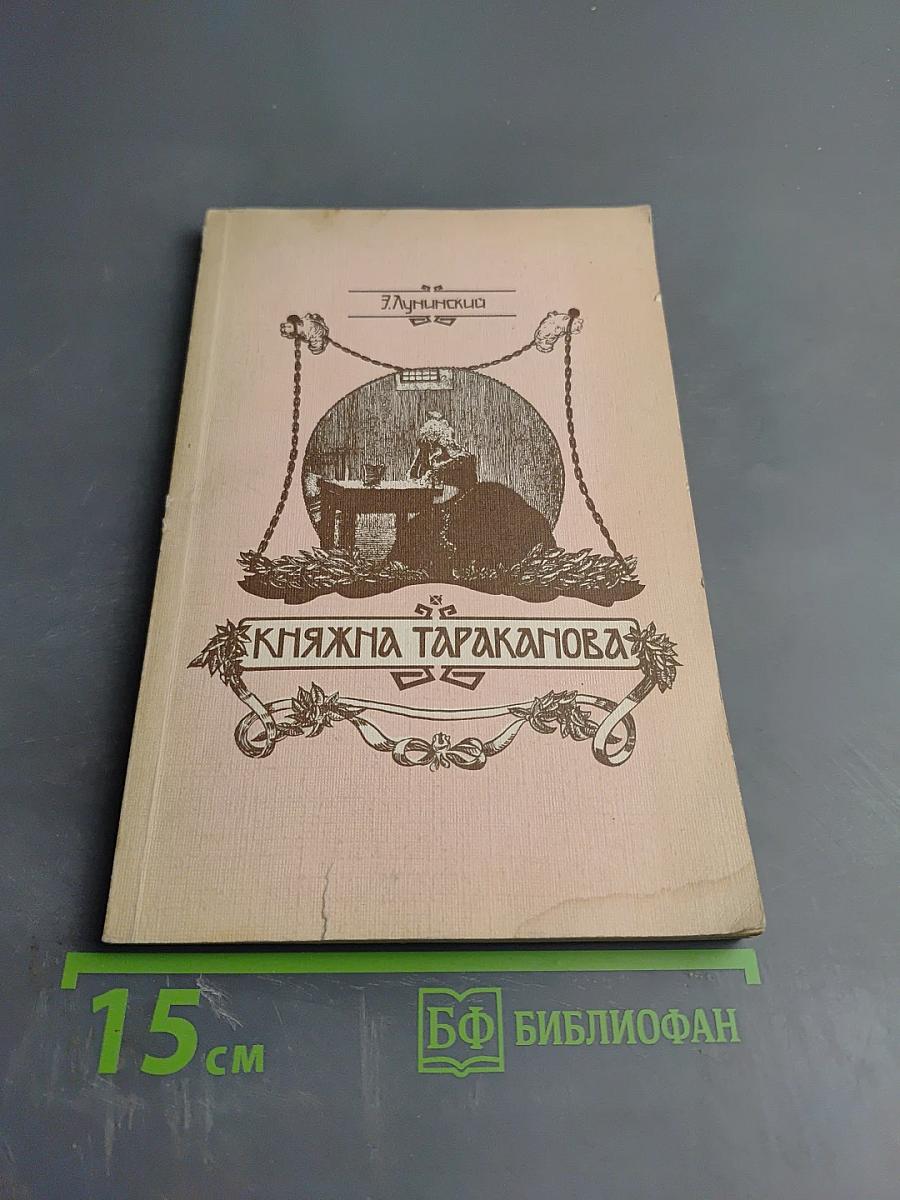 Э.Лунинский
КНЯЖНА ТАРАКАНОВА
15 см
БФ БИБЛИОФАН